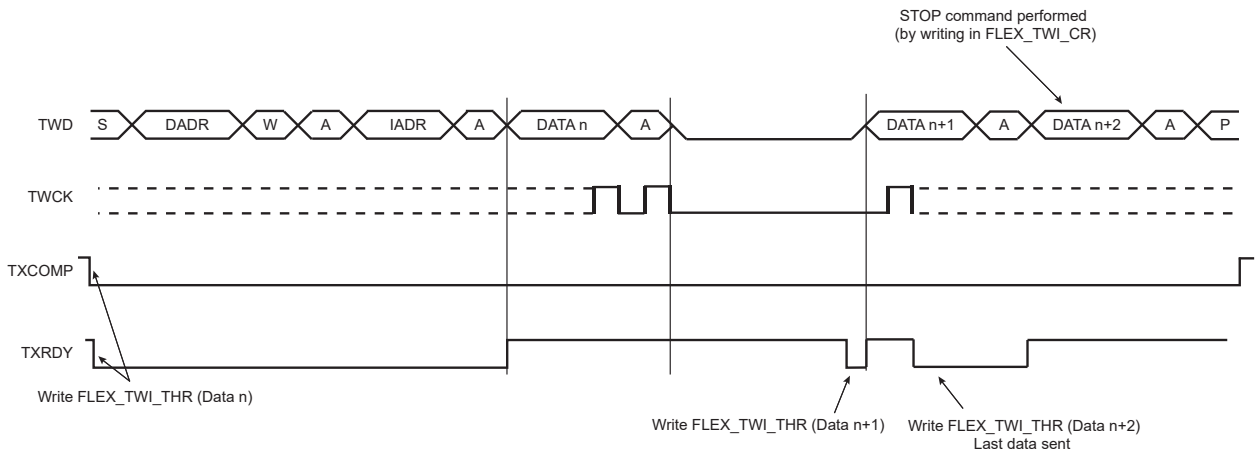 STOP command performed
(by writing in FLEX_TWI_CR)
TWD S DADR W A IADR A DATA n A DATA n+1 A DATA n+2 A P
TWCK
TXCOMP
TXRDY
Write FLEX_TWI_THR (Data n)
Write FLEX_TWI_THR (Data n+1)
Write FLEX_TWI_THR (Data n+2)
Last data sent